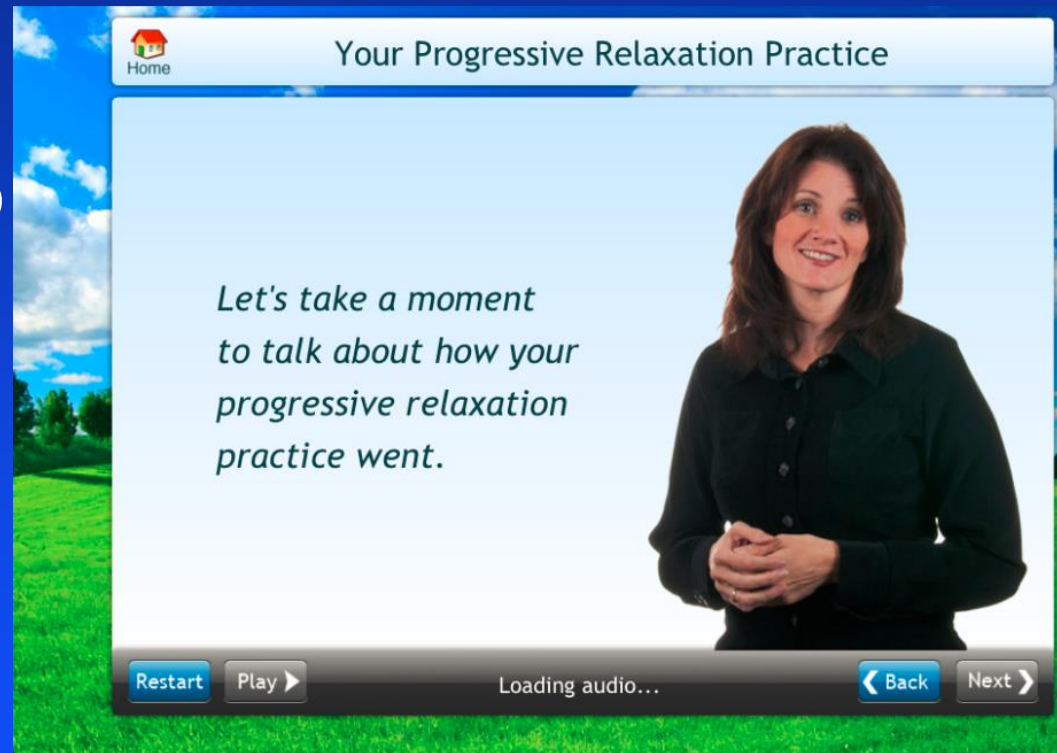 Home
Your Progressive Relaxation Practice
Let's take a moment
to talk about how your
progressive relaxation
practice went.
Restart
Play
Loading audio...
Back
Next